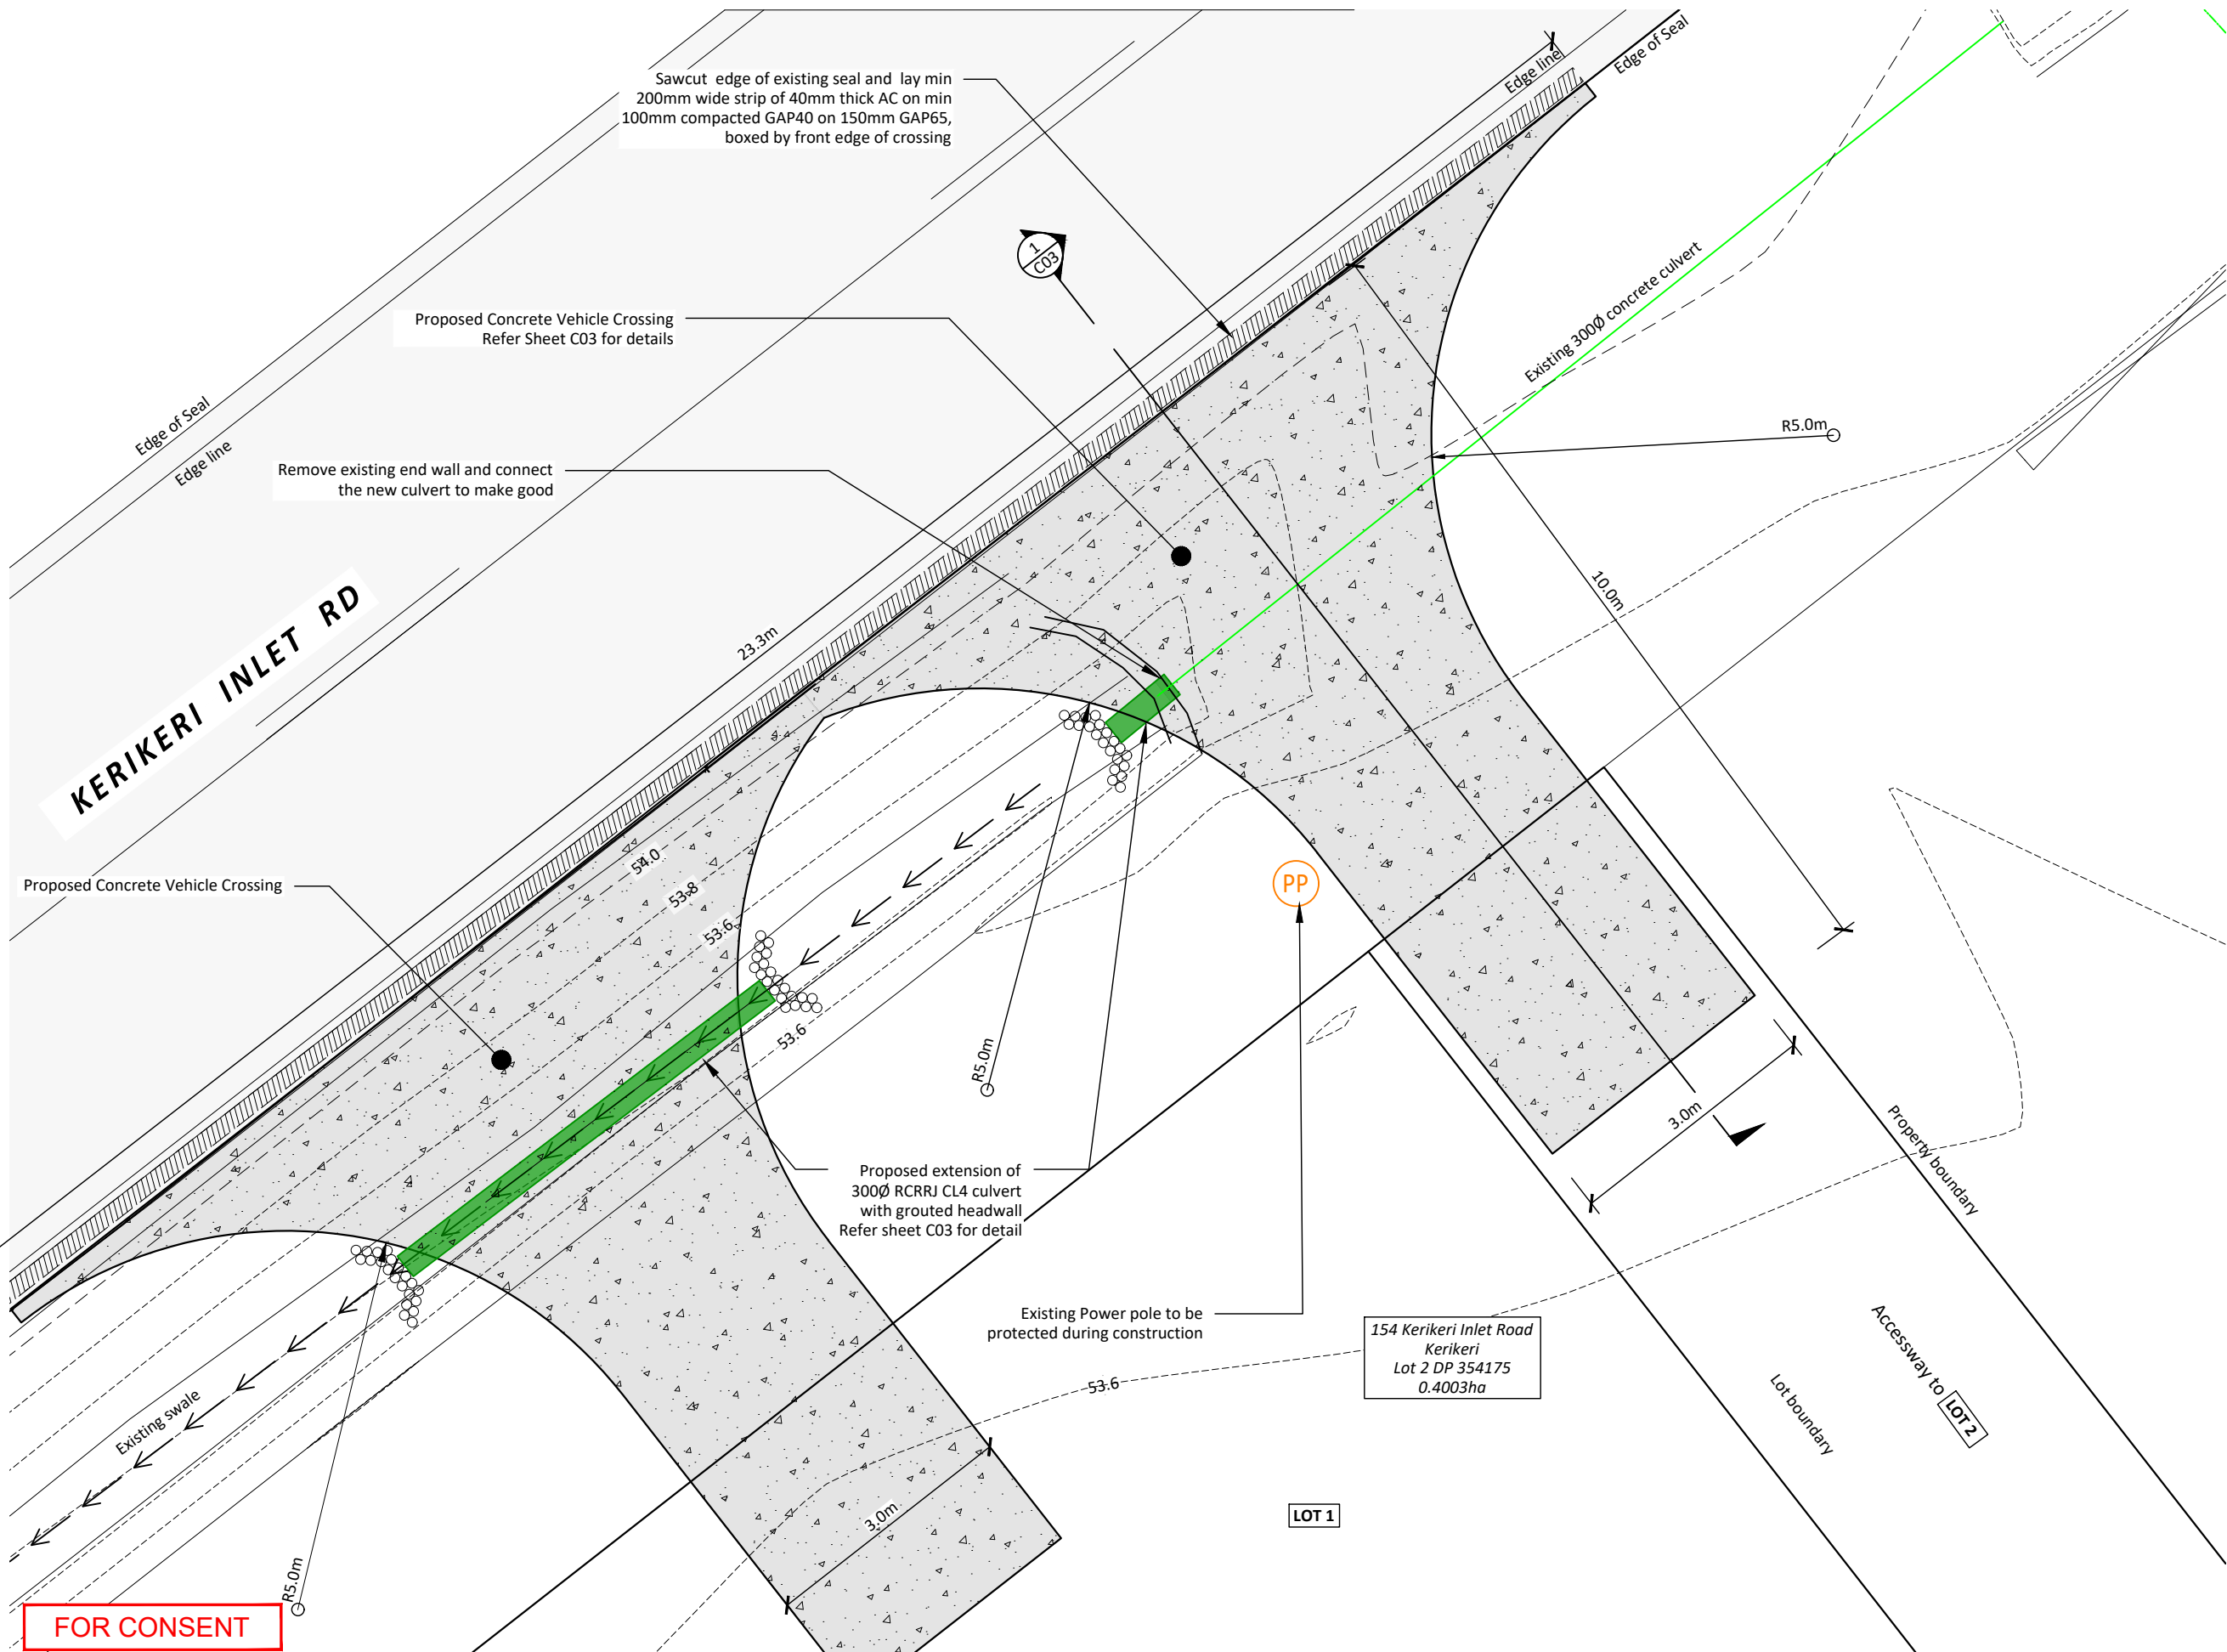 Sawcut edge of existing seal and lay min
200mm wide strip of 40mm thick AC on min
100mm compacted GAP40 on 150mm GAP65,
boxed by front edge of crossing
Edge line
Edge of Seal
1
C03
Existing 300Ø concrete culvert
Proposed Concrete Vehicle Crossing
Refer Sheet C03 for details
R5.0m
Edge of Seal
Edge line
Remove existing end wall and connect
the new culvert to make good
10.0m
KERIKERI INLET RD
23.3m
54.0
53.8
53.6
Proposed Concrete Vehicle Crossing
PP
53.6
R5.0m
3.0m
Property boundary
Proposed extension of
300Ø RCRRJ CL4 culvert
with grouted headwall
Refer sheet C03 for detail
Existing Power pole to be
protected during construction
154 Kerikeri Inlet Road
Kerikeri
Lot 2 DP 354175
0.4003ha
Accessway to LOT 2
Lot boundary
53.6
Existing swale
3.0m
LOT 1
R5.0m
FOR CONSENT